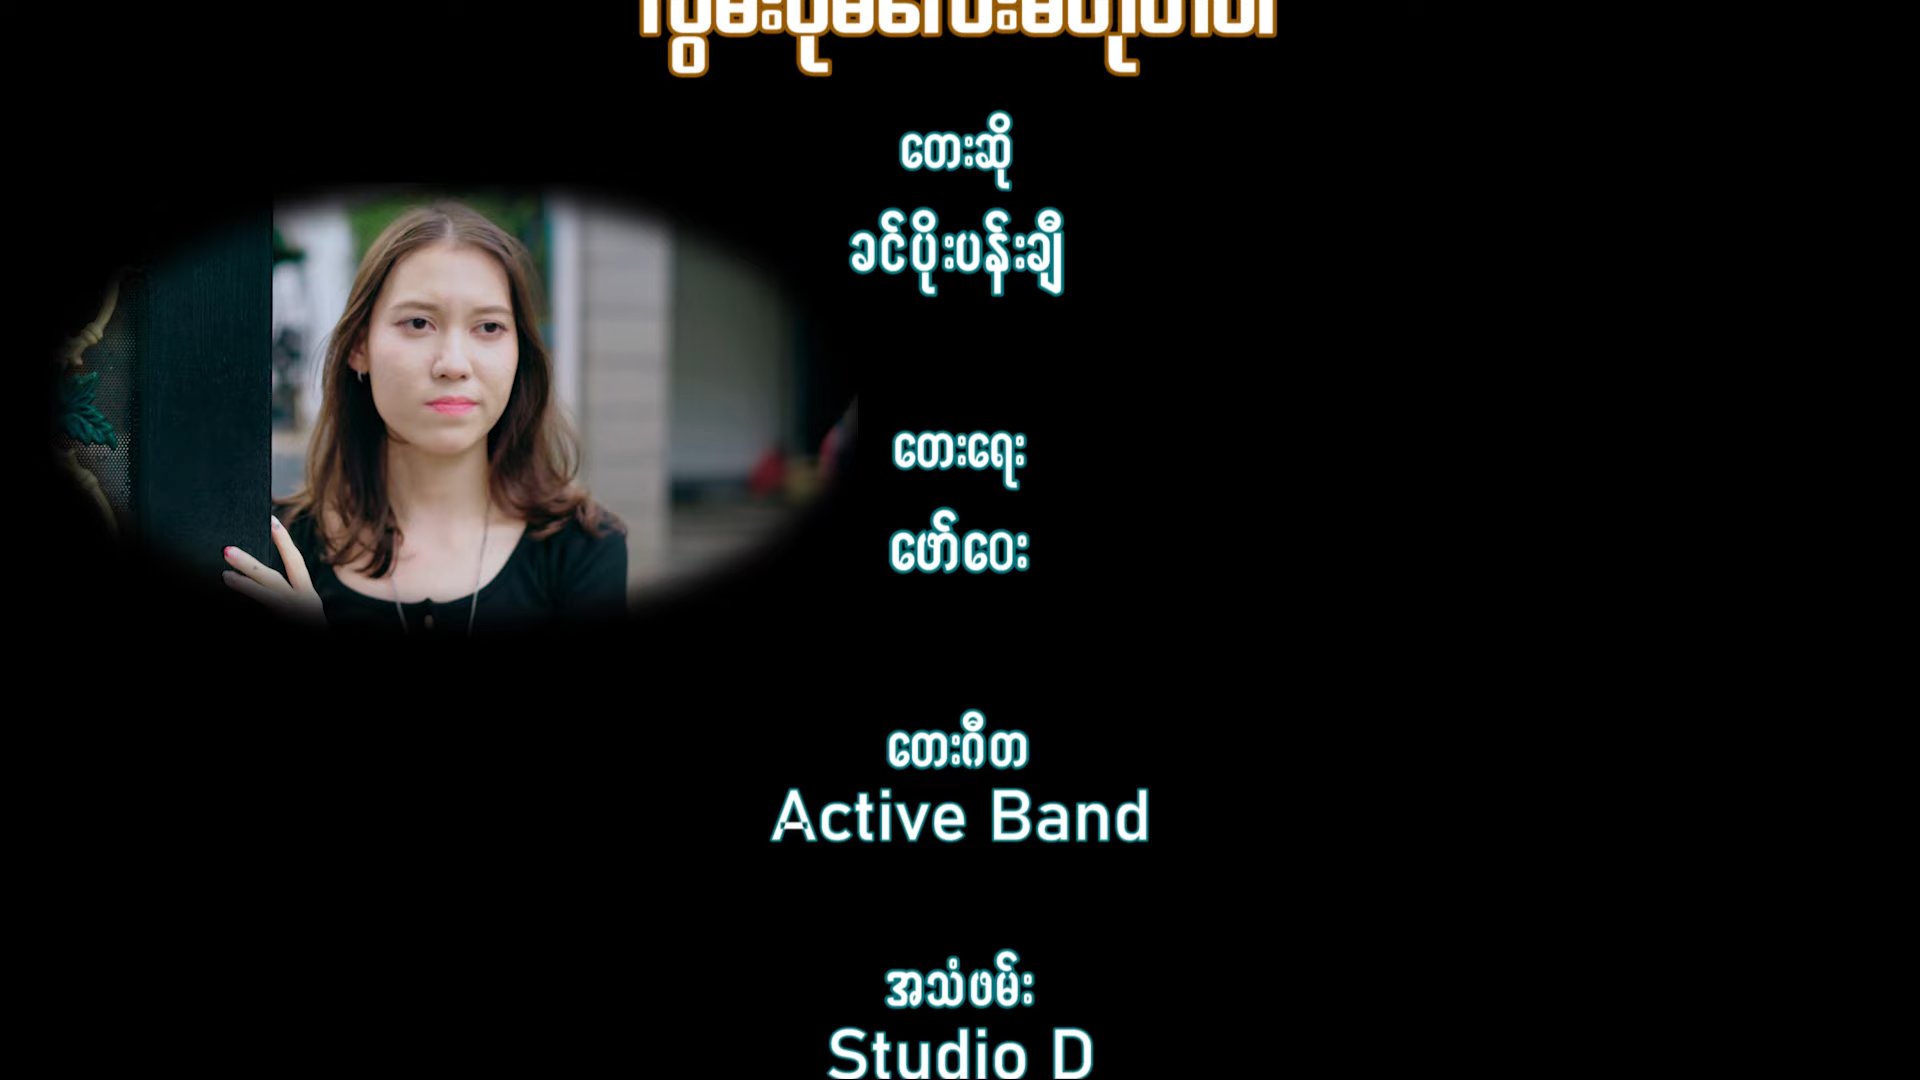 တေးဆို
ခင်ပိုးပန်းချီ
တေးရေး
ဖော်ဝေး
တေးဂီတ
Active Band
အသံဖမ်း
Studio D